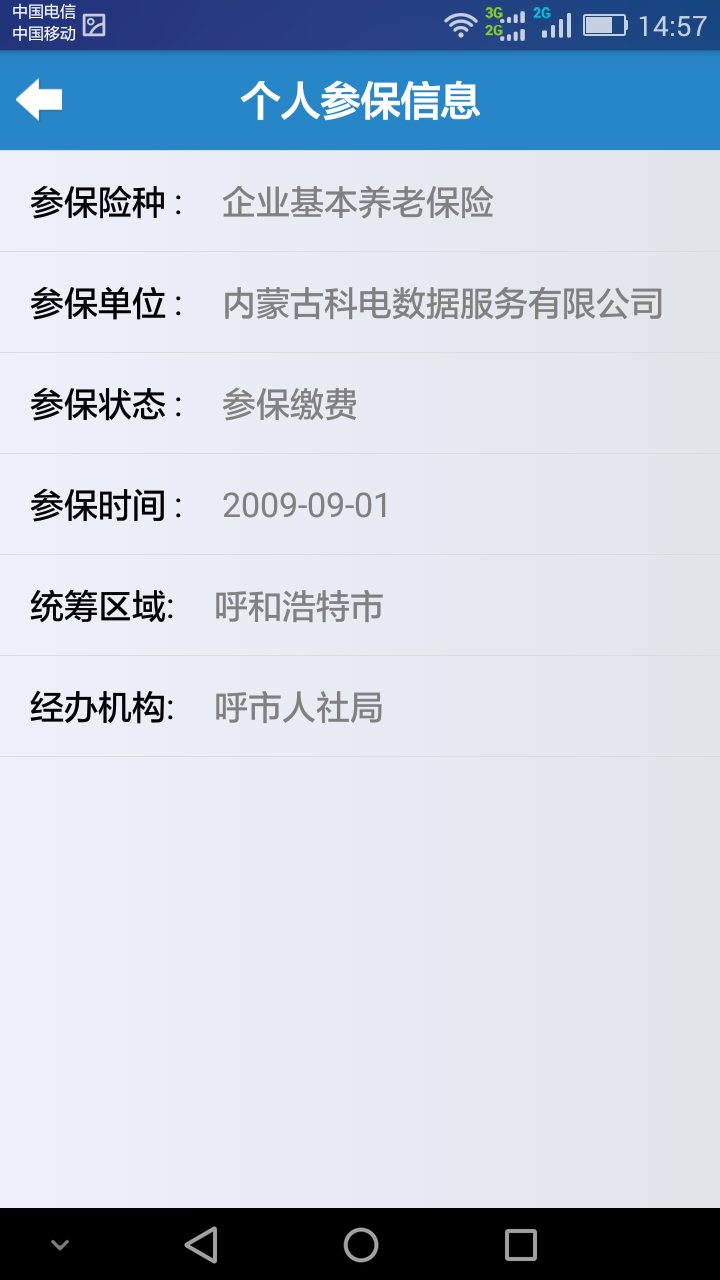 中国电信
中国移动
3G
2G
2G
14:57
个人参保信息
参保险种： 企业基本养老保险
参保单位： 内蒙古科电数据服务有限公司
参保状态： 参保缴费
参保时间： 2009-09-01
统筹区域: 呼和浩特市
经办机构: 呼市人社局